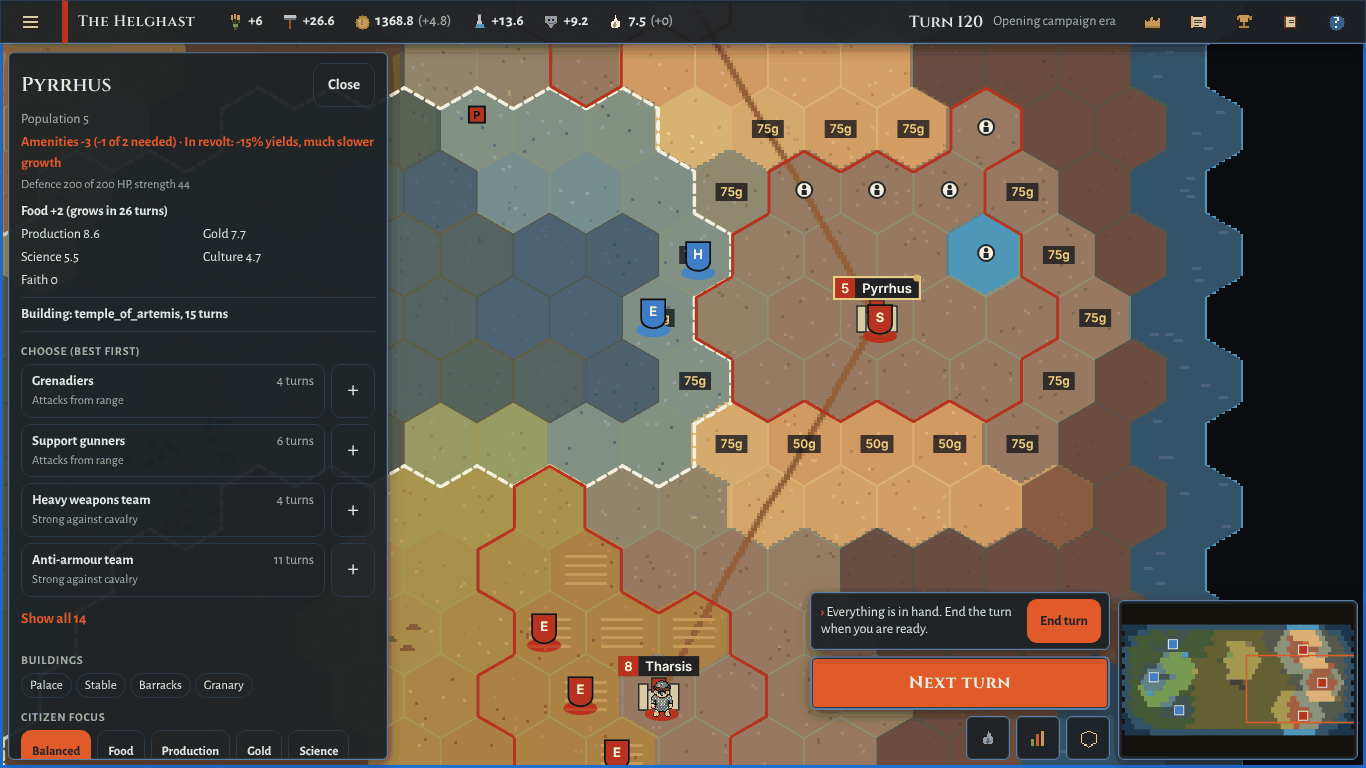 The Helghast
+6
+26.6
1368.8 (+4.8)
+13.6
+9.2
7.5 (+0)
Turn 120
Opening campaign era
?
Pyrrhus
Close
Population 5
Amenities -3 (-1 of 2 needed) · In revolt: -15% yields, much slower
growth
Defence 200 of 200 HP, strength 44
Food +2 (grows in 26 turns)
Production 8.6
Gold 7.7
Science 5.5
Culture 4.7
Faith 0
Building: temple_of_artemis, 15 turns
CHOOSE (BEST FIRST)
Grenadiers
4 turns
Attacks from range
+
Support gunners
6 turns
Attacks from range
+
Heavy weapons team
4 turns
Strong against cavalry
+
Anti-armour team
11 turns
Strong against cavalry
+
Show all 14
BUILDINGS
Palace
Stable
Barracks
Granary
CITIZEN FOCUS
Balanced
Food
Production
Gold
Science
P
75g
75g
75g
75g
75g
H
75g
5 Pyrrhus
E
S
75g
75g
75g
75g
50g
50g
50g
75g
E
8 Tharsis
E
E
› Everything is in hand. End the turn
when you are ready.
End turn
Next turn